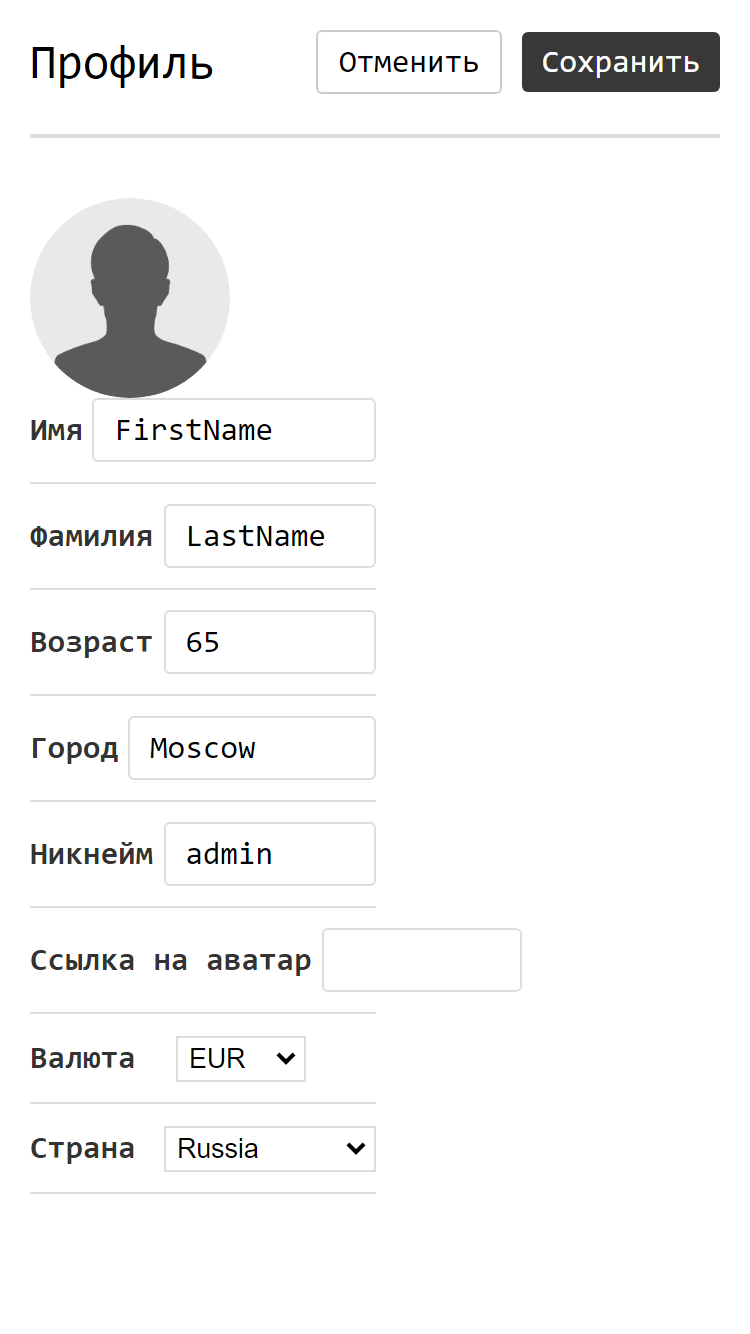 Профиль Отменить Сохранить
Имя FirstName
Фамилия LastName
Возраст 65
Город Moscow
Никнейм admin
Ссылка на аватар
Валюта EUR
Страна Russia